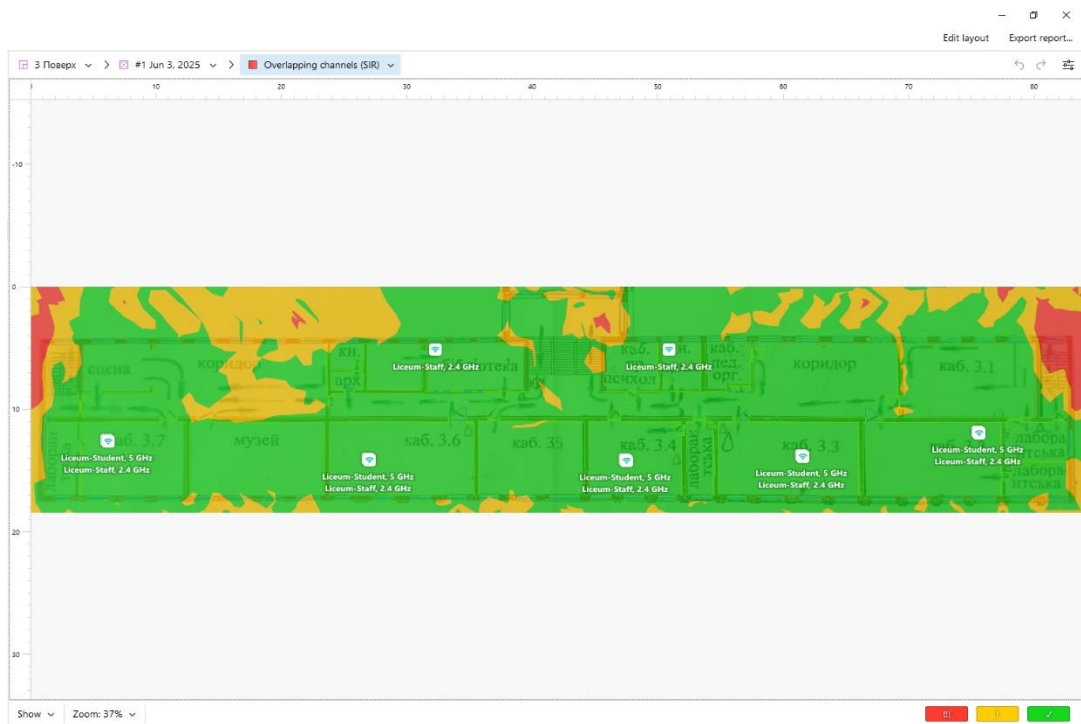 Edit layout Export report...
3 Поверх #1 Jun 3, 2025 Overlapping channels (SIR)
10 20 30 40 50 60 70 80
-10
0
10
20
30
кн.
арх
Liceum-Staff, 2.4 GHz
каб.
психол
Liceum-Staff, 2.4 GHz
каб.
пед.
орг.
сцена
коридор
коридор
каб. 3.1
каб. 3.7
Liceum-Student, 5 GHz
Liceum-Staff, 2.4 GHz
музей
каб. 3.6
Liceum-Student, 5 GHz
Liceum-Staff, 2.4 GHz
каб. 35
каб. 3.4
Liceum-Student, 5 GHz
Liceum-Staff, 2.4 GHz
лаборан
тська
каб. 3.3
Liceum-Student, 5 GHz
Liceum-Staff, 2.4 GHz
Liceum-Student, 5 GHz
Liceum-Staff, 2.4 GHz
лабора
нтська
лабора
нтська
Show Zoom: 37%
!!! ! ✓